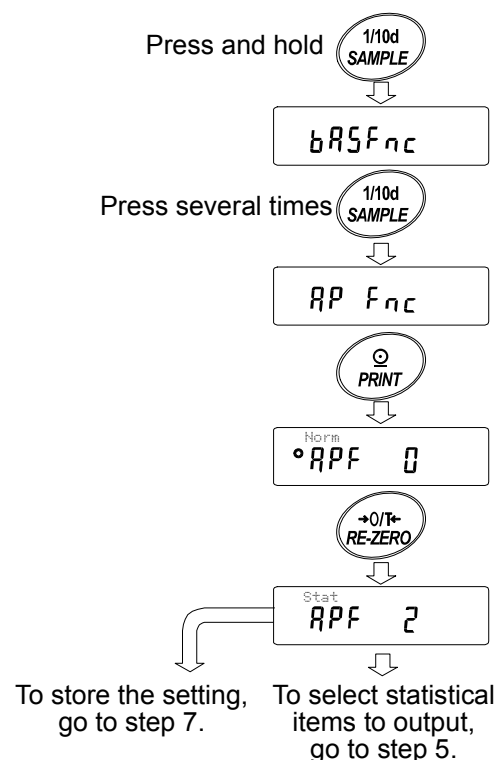 Press and hold
1/10d
SAMPLE
bASFnc
Press several times
1/10d
SAMPLE
AP Fnc
PRINT
Norm
APF 0
→0/T←
RE-ZERO
Stat
APF 2
To store the setting,
go to step 7.
To select statistical
items to output,
go to step 5.